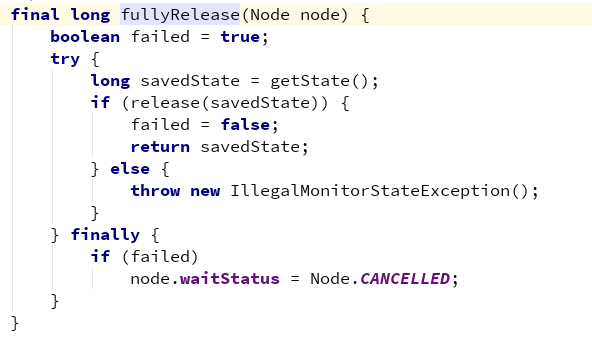 final long fullyRelease(Node node) {
    boolean failed = true;
    try {
        long savedState = getState();
        if (release(savedState)) {
            failed = false;
            return savedState;
        } else {
            throw new IllegalMonitorStateException();
        }
    } finally {
        if (failed)
            node.waitStatus = Node.CANCELLED;
    }
}